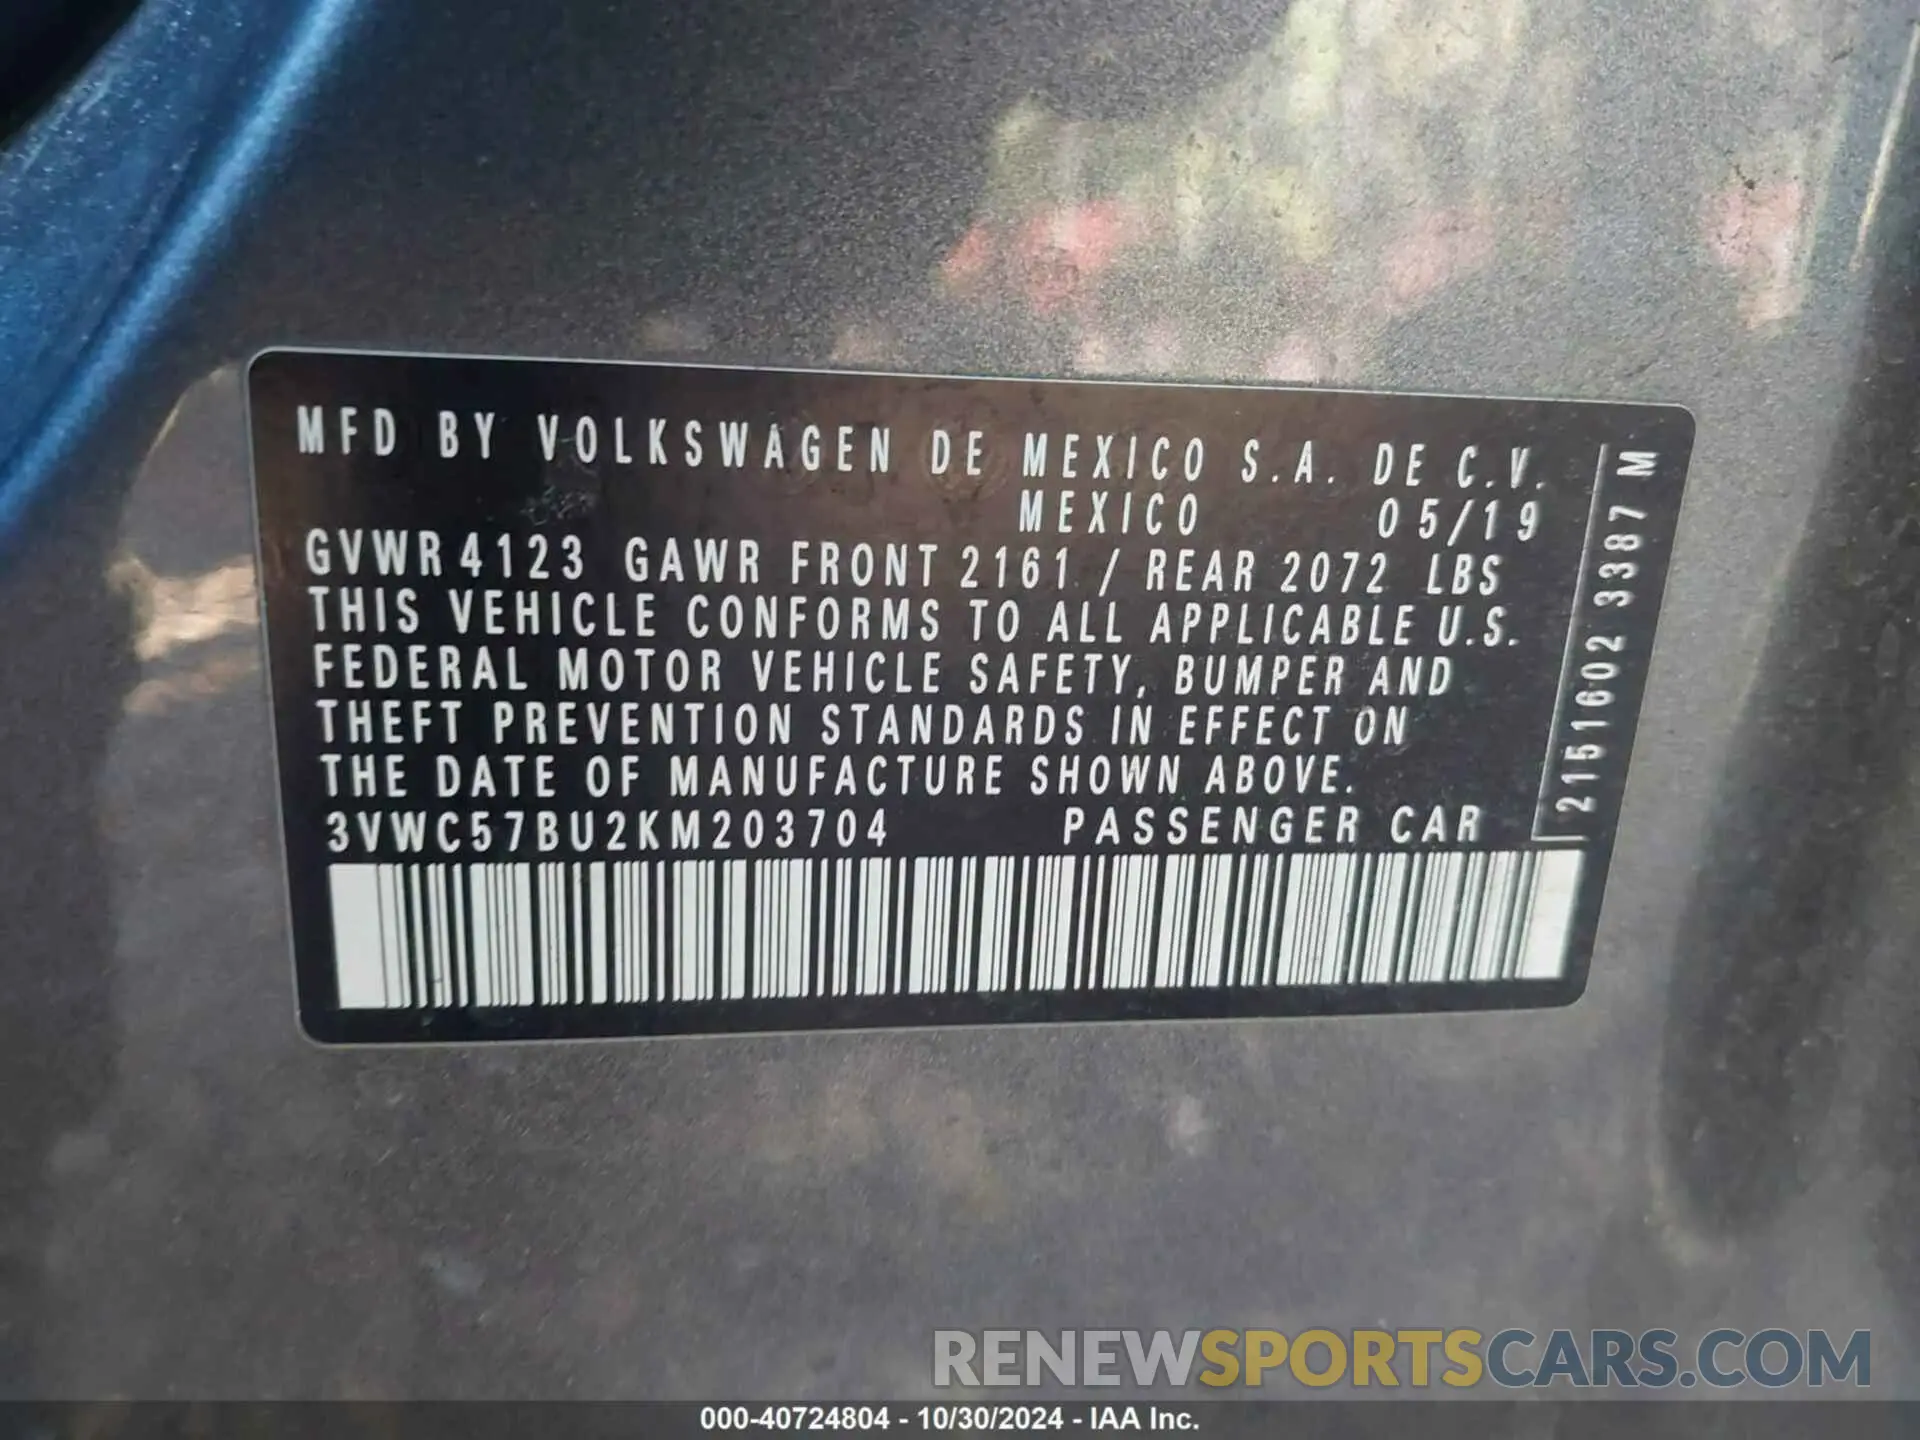 MFD BY VOLKSWAGEN DE MEXICO S.A. DE C.V.
MEXICO 05/19
GVWR 4123 GAWR FRONT 2161 / REAR 2072 LBS
THIS VEHICLE CONFORMS TO ALL APPLICABLE U.S.
FEDERAL MOTOR VEHICLE SAFETY, BUMPER AND
THEFT PREVENTION STANDARDS IN EFFECT ON
THE DATE OF MANUFACTURE SHOWN ABOVE.
3VWC57BU2KM203704 PASSENGER CAR
2151602 3387 M
RENEWSPORTSCARS.COM
000-40724804 - 10/30/2024 - IAA Inc.